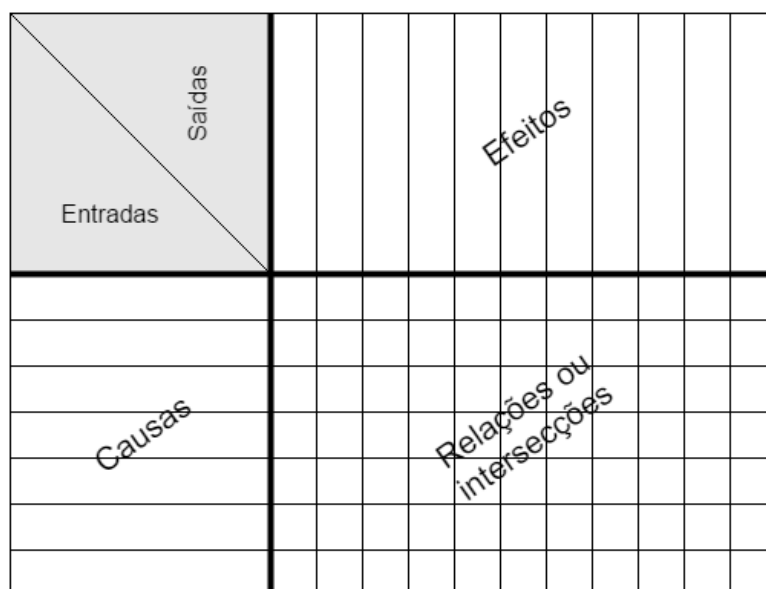 Saídas
Entradas
Efeitos
Causas
Relações ou
intersecções